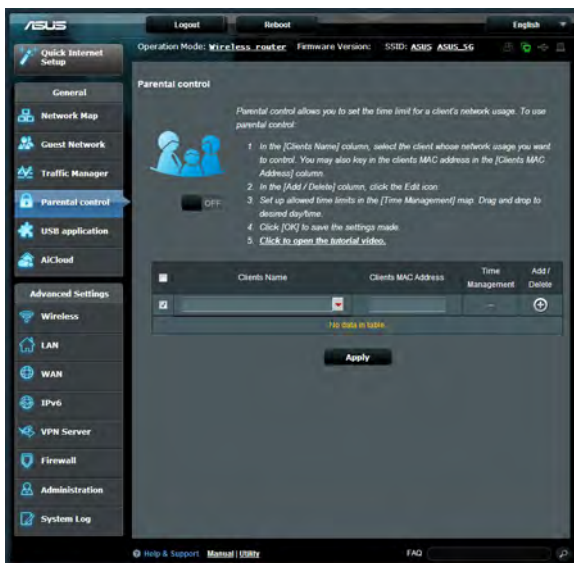 ASUS
Logout
Reboot
English
Quick Internet
Setup
Operation Mode: Wireless router Firmware Version: SSID: ASUS ASUS_5G
General
Network Map
Guest Network
Traffic Manager
Parental control
USB application
AiCloud
Advanced Settings
Wireless
LAN
WAN
IPv6
VPN Server
Firewall
Administration
System Log
Parental control
Parental control allows you to set the time limit for a client's network usage. To use
parental control:
1. In the [Clients Name] column, select the client whose network usage you want
to control. You may also key in the clients MAC address in the [Clients MAC
Address] column.
2. In the [Add / Delete] column, click the Edit icon
3. Set up allowed time limits in the [Time Management] map. Drag and drop to
desired day/time.
4. Click [OK] to save the settings made.
5. Click to open the tutorial video.
OFF
Clients Name
Clients MAC Address
Time
Management
Add /
Delete
--
No data in table.
Apply
Help & Support Manual | Utility
FAQ